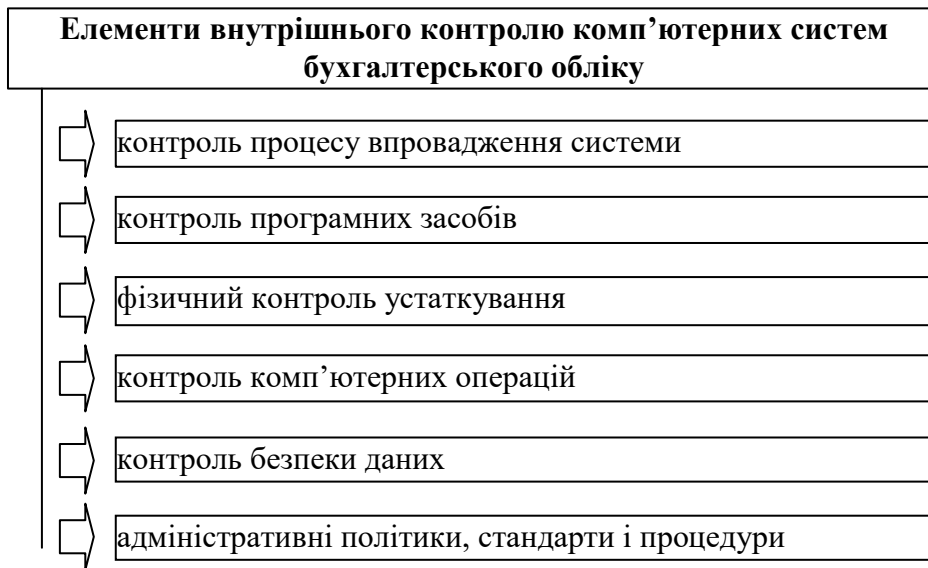 Елементи внутрішнього контролю комп’ютерних систем
бухгалтерського обліку
контроль процесу впровадження системи
контроль програмних засобів
фізичний контроль устаткування
контроль комп’ютерних операцій
контроль безпеки даних
адміністративні політики, стандарти і процедури